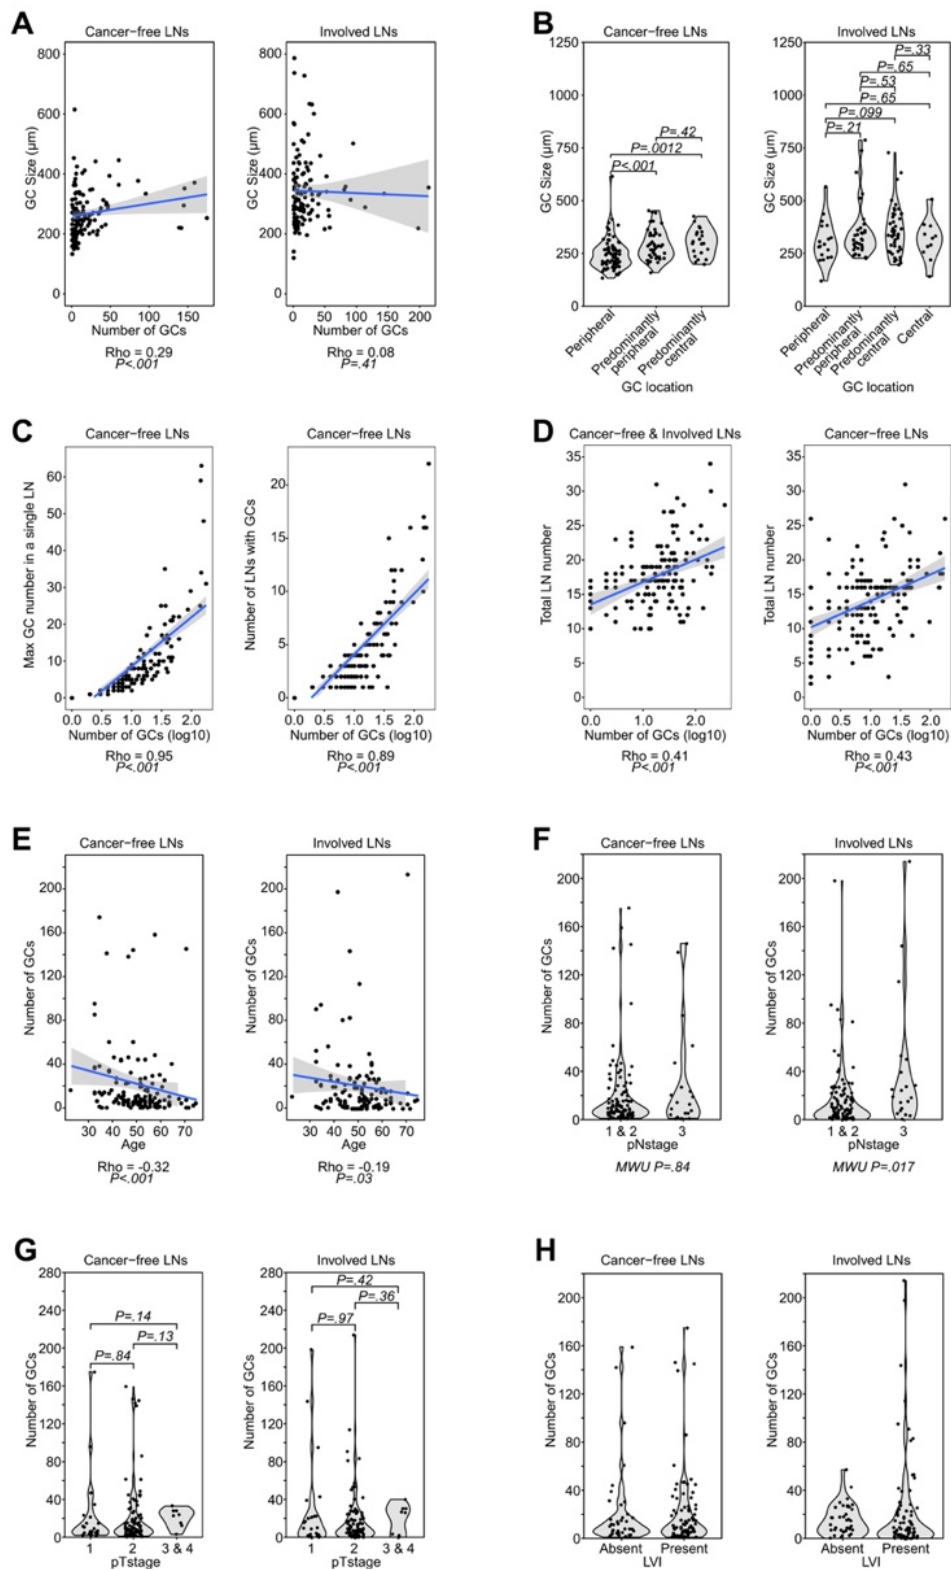 A
Cancer−free LNs
Involved LNs
GC Size (µm)
800
600
400
200
0
0 50 100 150
Number of GCs
Rho = 0.29
P<.001
GC Size (µm)
800
600
400
200
0
0 50 100 150 200
Number of GCs
Rho = 0.08
P=.41
B
Cancer−free LNs
Involved LNs
GC Size (µm)
1250
1000
750
500
250
0
P=.42
P=.0012
P<.001
Peripheral
Predominantly
peripheral
Predominantly
central
GC location
GC Size (µm)
1250
1000
750
500
250
0
P=.33
P=.65
P=.53
P=.65
P=.099
P=.21
Peripheral
Predominantly
peripheral
Predominantly
central
Central
GC location
C
Cancer−free LNs
Cancer−free LNs
Max GC number in a single LN
60
50
40
30
20
10
0
0.0 0.5 1.0 1.5 2.0
Number of GCs (log10)
Rho = 0.95
P<.001
Number of LNs with GCs
20
15
10
5
0
0.0 0.5 1.0 1.5 2.0
Number of GCs (log10)
Rho = 0.89
P<.001
D
Cancer−free & Involved LNs
Cancer−free LNs
Total LN number
35
30
25
20
15
10
5
0
0.0 0.5 1.0 1.5 2.0 2.5
Number of GCs (log10)
Rho = 0.41
P<.001
Total LN number
35
30
25
20
15
10
5
0
0.0 0.5 1.0 1.5 2.0
Number of GCs (log10)
Rho = 0.43
P<.001
E
Cancer−free LNs
Involved LNs
Number of GCs
200
160
120
80
40
0
30 40 50 60 70
Age
Rho = -0.32
P<.001
Number of GCs
200
160
120
80
40
0
30 40 50 60 70
Age
Rho = -0.19
P=.03
F
Cancer−free LNs
Involved LNs
Number of GCs
200
160
120
80
40
0
1 & 2 3
pNstage
MWU P=.84
Number of GCs
200
160
120
80
40
0
1 & 2 3
pNstage
MWU P=.017
G
Cancer−free LNs
Involved LNs
Number of GCs
280
240
200
160
120
80
40
0
P=.14
P=.13
P=.84
1 2 3 & 4
pTstage
Number of GCs
280
240
200
160
120
80
40
0
P=.42
P=.36
P=.97
1 2 3 & 4
pTstage
H
Cancer−free LNs
Involved LNs
Number of GCs
200
160
120
80
40
0
Absent Present
LVI
Number of GCs
200
160
120
80
40
0
Absent Present
LVI